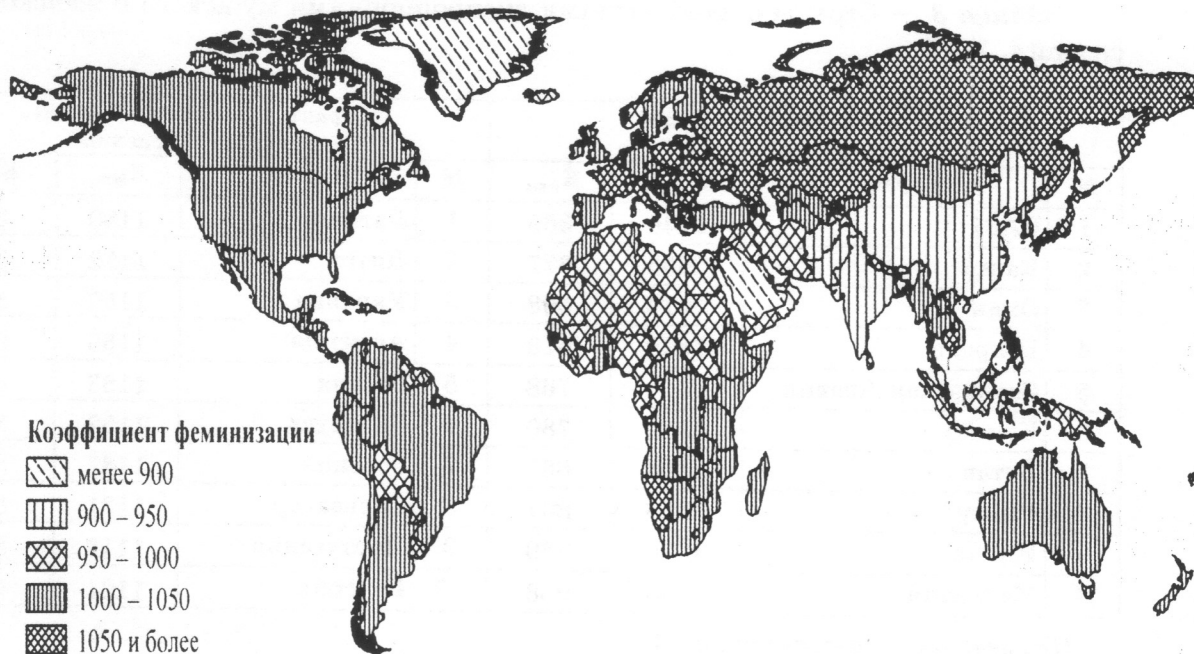 Коэффициент феминизации
менее 900
900 – 950
950 – 1000
1000 – 1050
1050 и более